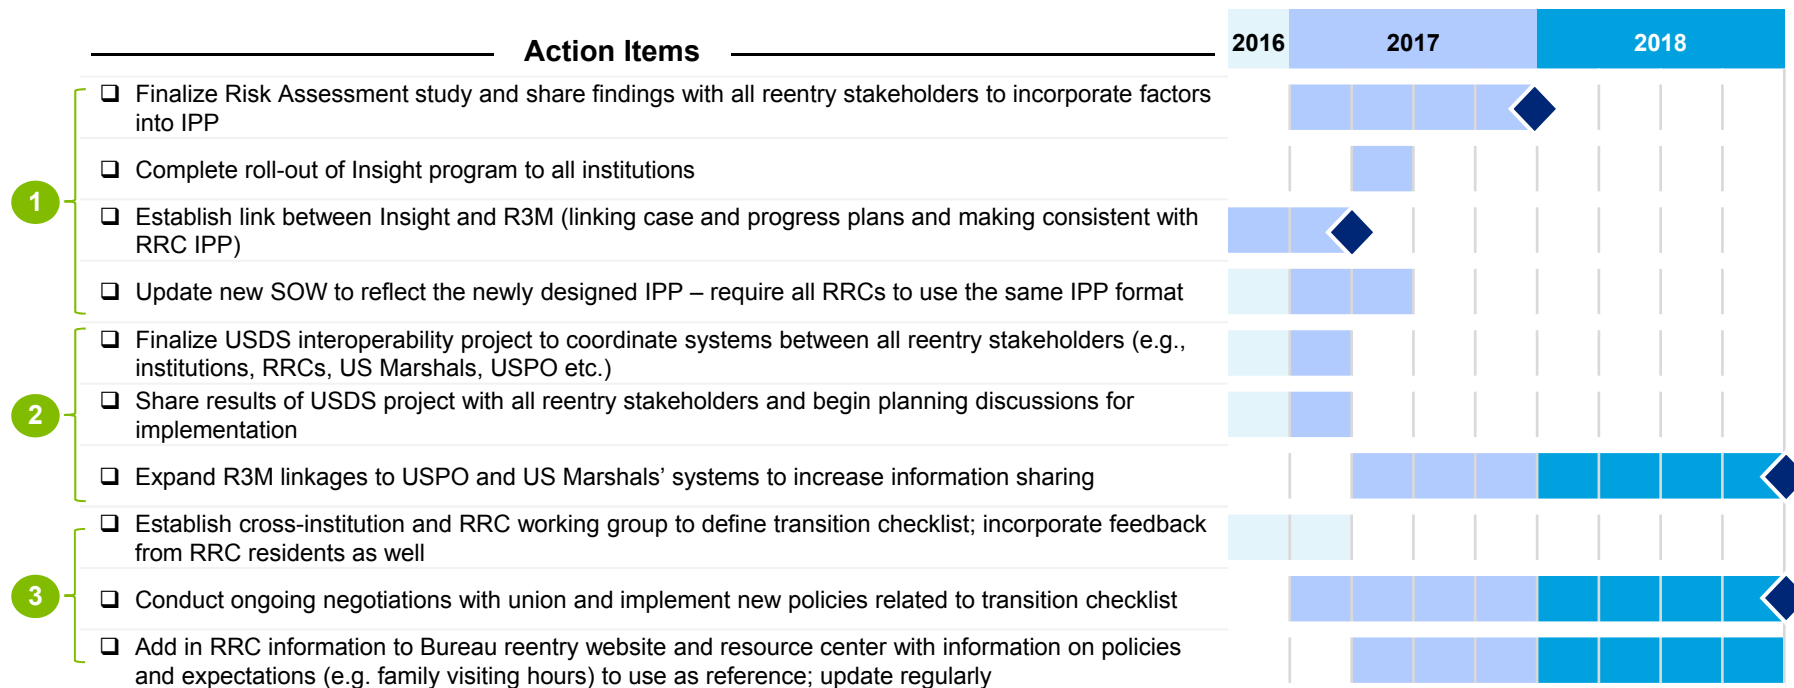 Action Items
2016
2017
2018
1
❑ Finalize Risk Assessment study and share findings with all reentry stakeholders to incorporate factors
into IPP
❑ Complete roll-out of Insight program to all institutions
❑ Establish link between Insight and R3M (linking case and progress plans and making consistent with
RRC IPP)
❑ Update new SOW to reflect the newly designed IPP – require all RRCs to use the same IPP format
2
❑ Finalize USDS interoperability project to coordinate systems between all reentry stakeholders (e.g.,
institutions, RRCs, US Marshals, USPO etc.)
❑ Share results of USDS project with all reentry stakeholders and begin planning discussions for
implementation
❑ Expand R3M linkages to USPO and US Marshals’ systems to increase information sharing
3
❑ Establish cross-institution and RRC working group to define transition checklist; incorporate feedback
from RRC residents as well
❑ Conduct ongoing negotiations with union and implement new policies related to transition checklist
❑ Add in RRC information to Bureau reentry website and resource center with information on policies
and expectations (e.g. family visiting hours) to use as reference; update regularly